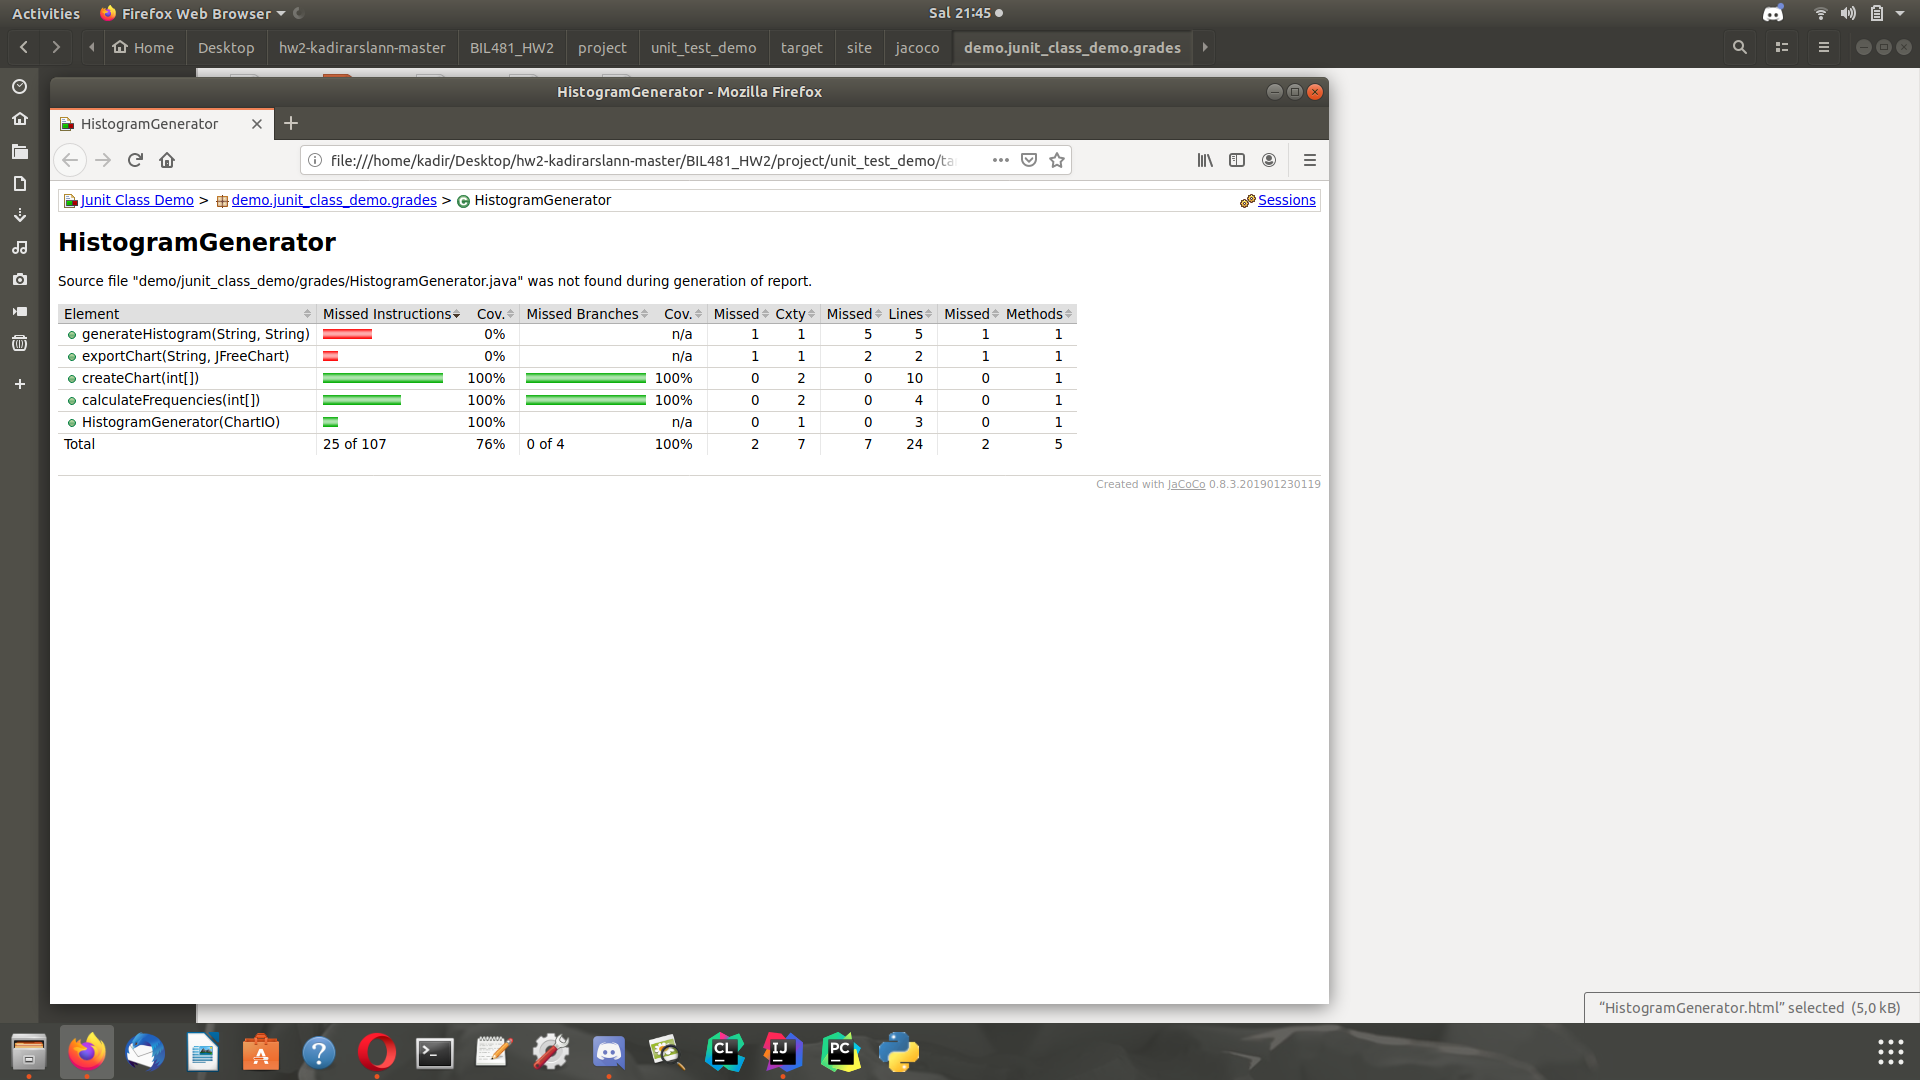 Activities Firefox Web Browser Sal 21:45
Home Desktop hw2-kadirarslann-master BIL481_HW2 project unit_test_demo target site jacoco demo.junit_class_demo.grades
HistogramGenerator - Mozilla Firefox
HistogramGenerator
file:///home/kadir/Desktop/hw2-kadirarslann-master/BIL481_HW2/project/unit_test_demo/ta
Junit Class Demo > demo.junit_class_demo.grades > HistogramGenerator Sessions
HistogramGenerator
Source file "demo/junit_class_demo/grades/HistogramGenerator.java" was not found during generation of report.
Element Missed Instructions Cov. Missed Branches Cov. Missed Cxty Missed Lines Missed Methods
generateHistogram(String, String) 0% n/a 1 1 5 5 1 1
exportChart(String, JFreeChart) 0% n/a 1 1 2 2 1 1
createChart(int[]) 100% 100% 0 2 0 10 0 1
calculateFrequencies(int[]) 100% 100% 0 2 0 4 0 1
HistogramGenerator(ChartIO) 100% n/a 0 1 0 3 0 1
Total 25 of 107 76% 0 of 4 100% 2 7 7 24 2 5
Created with JaCoCo 0.8.3.201901230119
“HistogramGenerator.html” selected (5,0 kB)
CL IJ PC